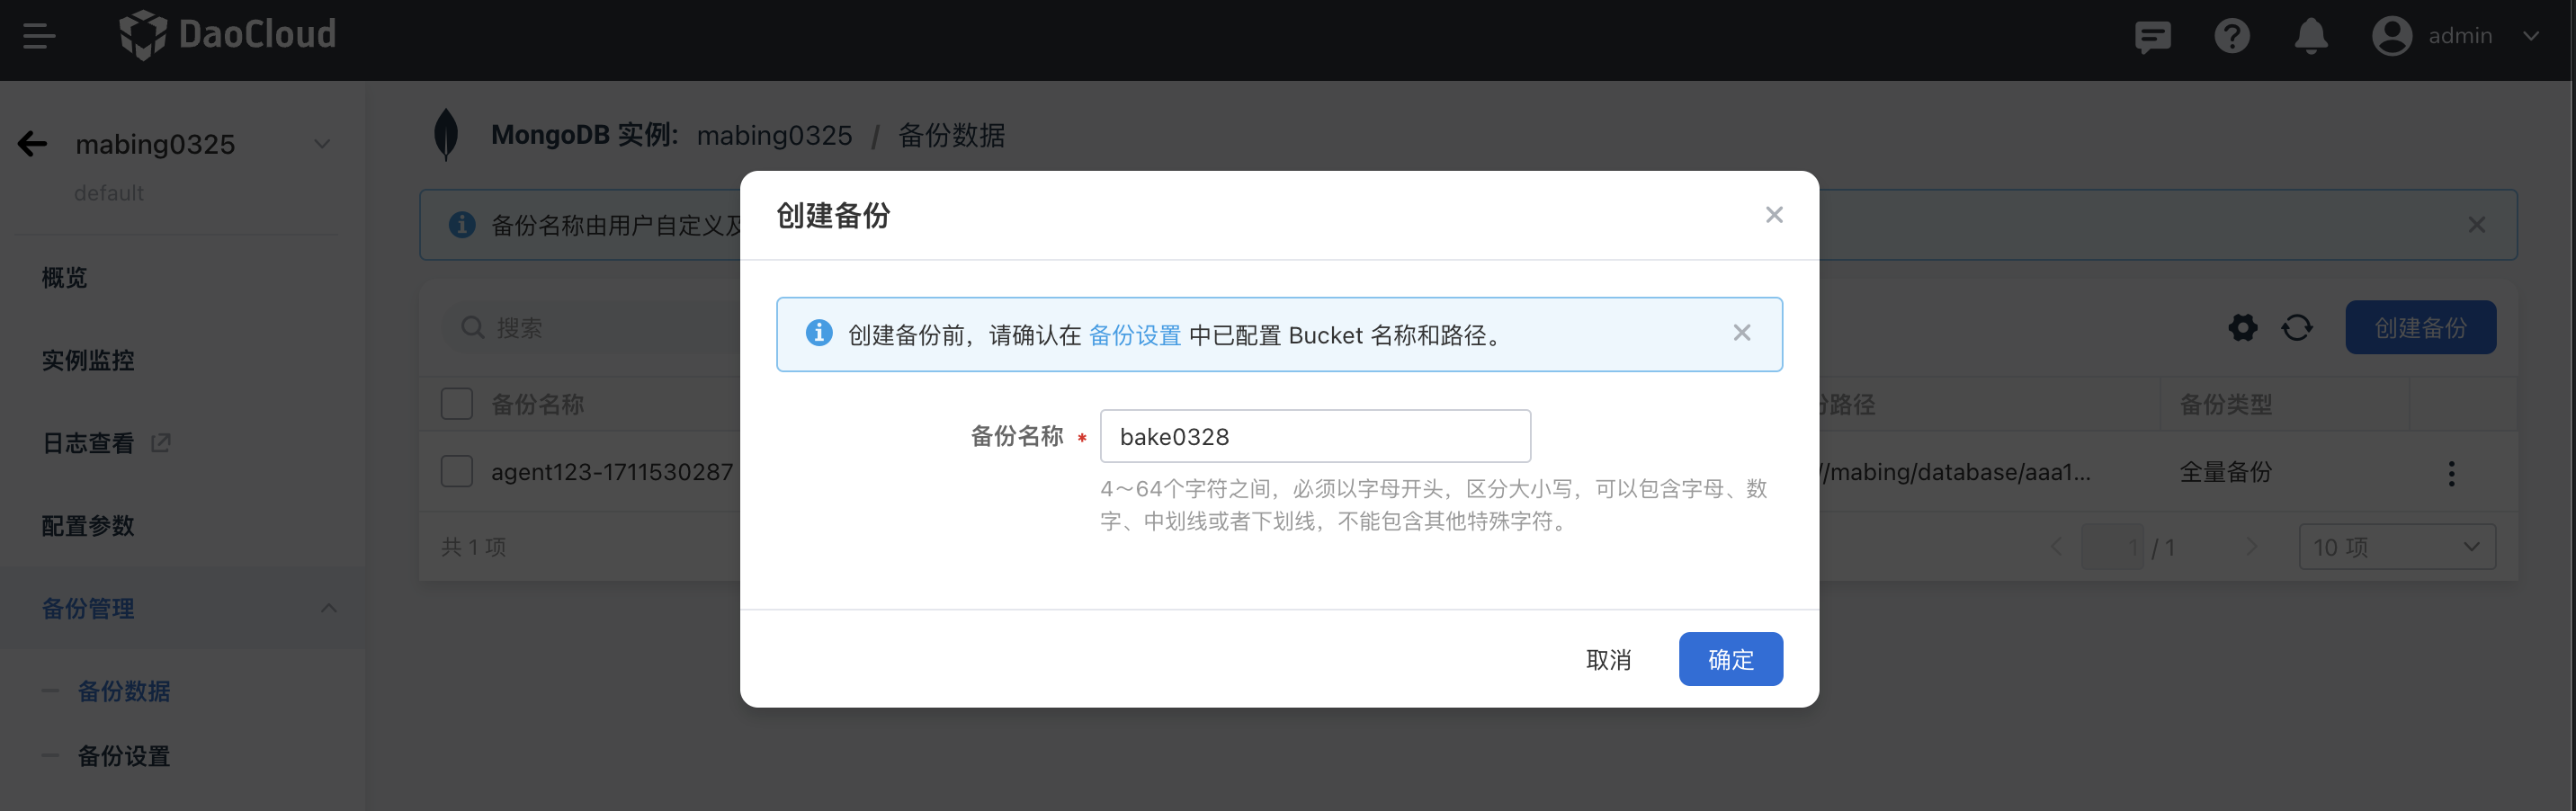 DaoCloud
admin
mabing0325
default
概览
实例监控
日志查看
配置参数
备份管理
备份数据
备份设置
MongoDB 实例: mabing0325 / 备份数据
备份名称由用户自定义及
搜索
创建备份
备份名称
路径
备份类型
agent123-1711530287
/mabing/database/aaa1...
全量备份
共 1 项
1 / 1
10 项
创建备份
创建备份前，请确认在 备份设置 中已配置 Bucket 名称和路径。
备份名称 *
bake0328
4～64个字符之间，必须以字母开头，区分大小写，可以包含字母、数
字、中划线或者下划线，不能包含其他特殊字符。
取消
确定